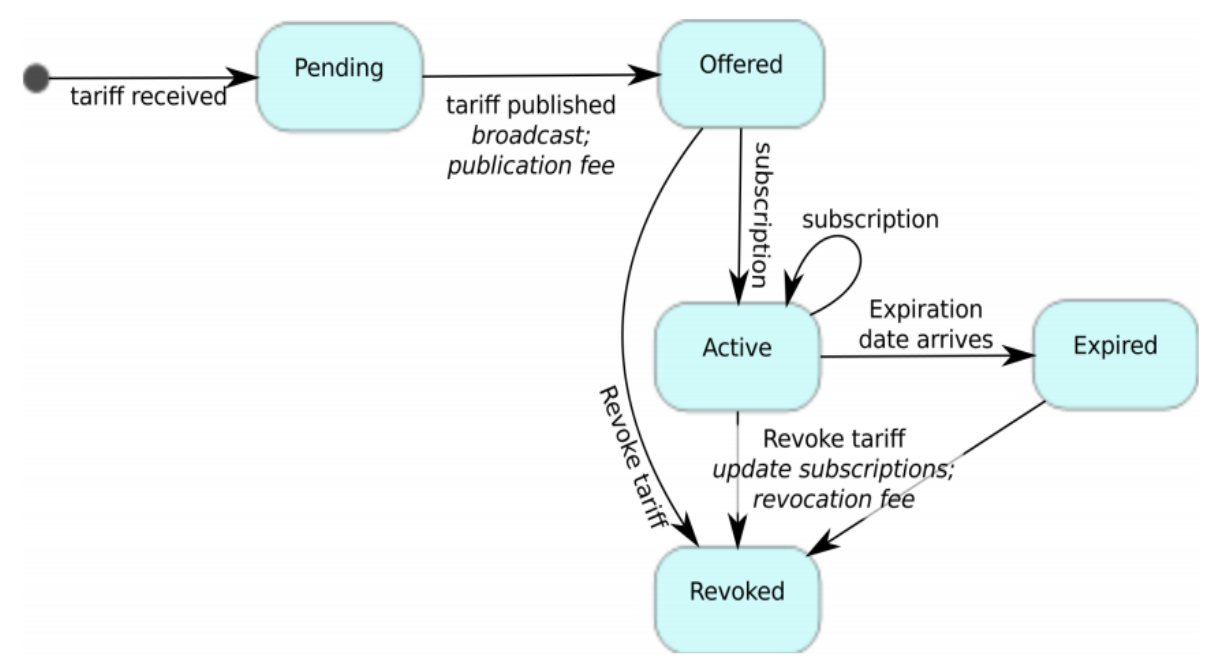 Pending
Offered
tariff received
tariff published
broadcast;
publication fee
subscription
subscription
Expiration
date arrives
Active
Expired
Revoke tariff
Revoke tariff
update subscriptions;
revocation fee
Revoked